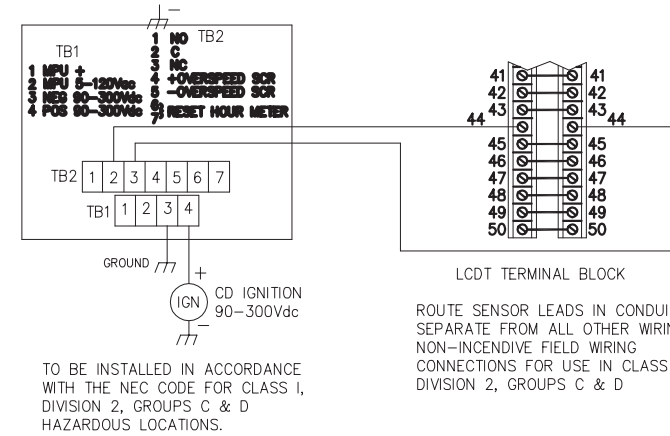 TB1
1 MPU +
2 MPU 5-120Vac
3 NEG 90-300Vdc
4 POS 90-300Vdc
TB2
1 NO
2 C
3 NC
4 +OVERSPEED SCR
5 -OVERSPEED SCR
6
7 RESET HOUR METER
TB2 1 2 3 4 5 6 7
TB1 1 2 3 4
GROUND
+
IGN
CD IGNITION
90-300Vdc
-
TO BE INSTALLED IN ACCORDANCE
WITH THE NEC CODE FOR CLASS I,
DIVISION 2, GROUPS C & D
HAZARDOUS LOCATIONS.
41 41
42 42
43 43
44 44
45 45
46 46
47 47
48 48
49 49
50 50
LCDT TERMINAL BLOCK
ROUTE SENSOR LEADS IN CONDUI
SEPARATE FROM ALL OTHER WIRIN
NON-INCENDIVE FIELD WIRING
CONNECTIONS FOR USE IN CLASS
DIVISION 2, GROUPS C & D